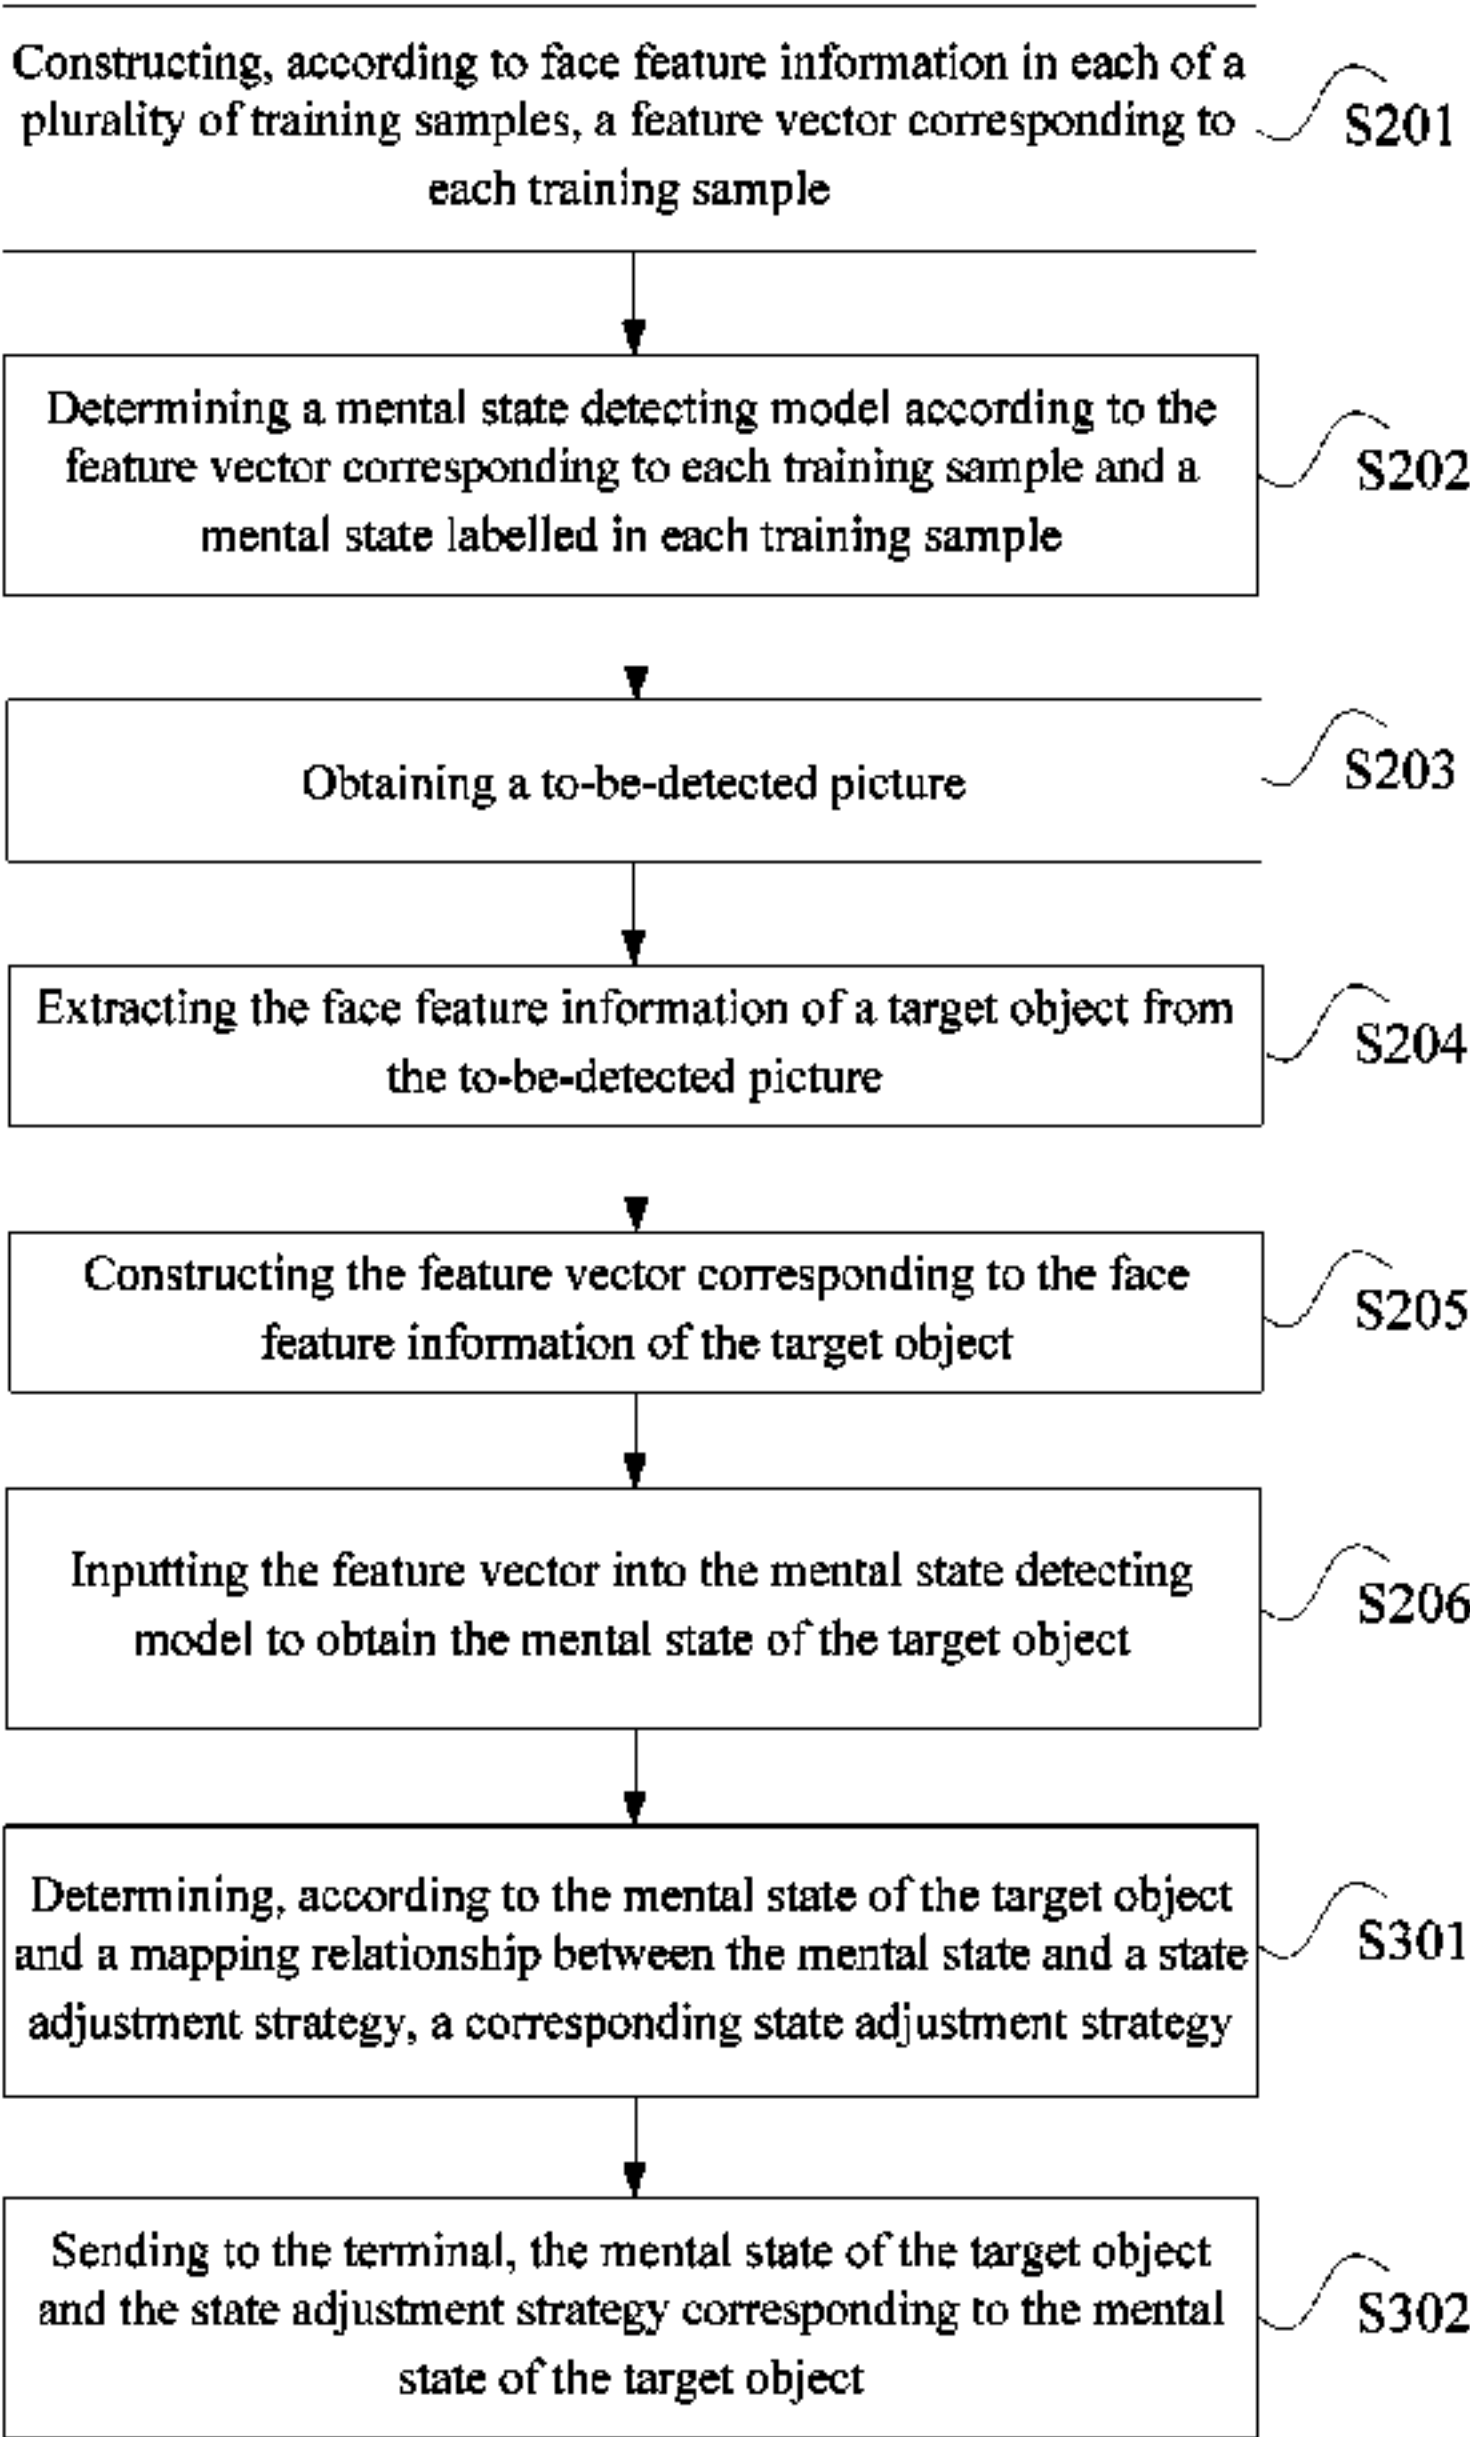 Constructing, according to face feature information in each of a
plurality of training samples, a feature vector corresponding to
each training sample
S201
Determining a mental state detecting model according to the
feature vector corresponding to each training sample and a
mental state labelled in each training sample
S202
Obtaining a to-be-detected picture
S203
Extracting the face feature information of a target object from
the to-be-detected picture
S204
Constructing the feature vector corresponding to the face
feature information of the target object
S205
Inputting the feature vector into the mental state detecting
model to obtain the mental state of the target object
S206
Determining, according to the mental state of the target object
and a mapping relationship between the mental state and a state
adjustment strategy, a corresponding state adjustment strategy
S301
Sending to the terminal, the mental state of the target object
and the state adjustment strategy corresponding to the mental
state of the target object
S302